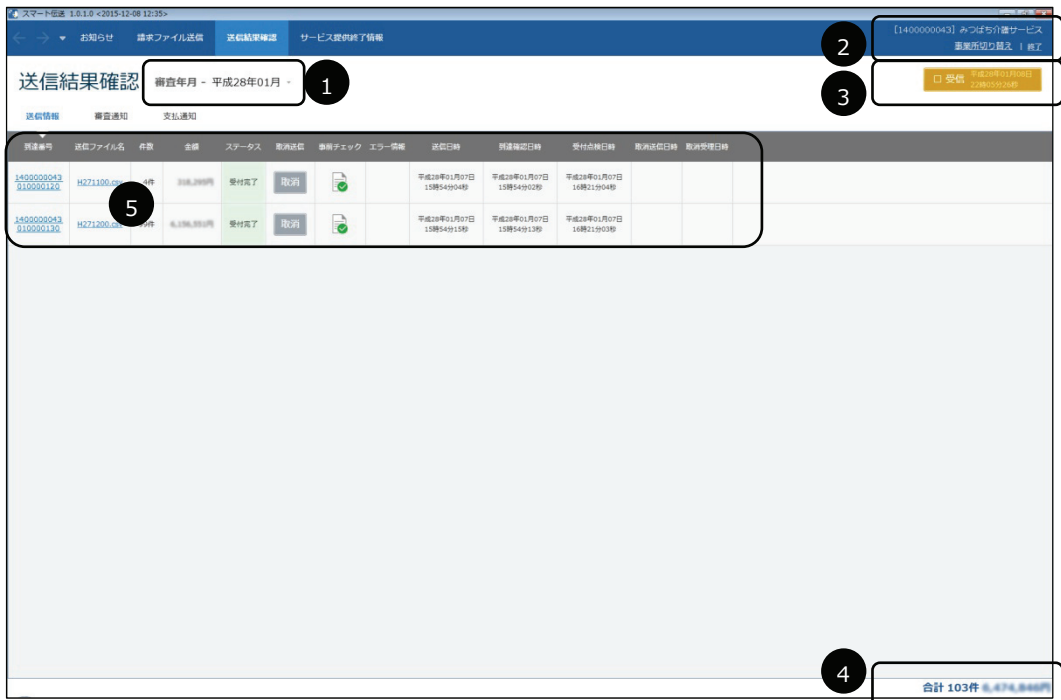 スマート伝送 1.0.1.0 <2015-12-08 12:35>
お知らせ 請求ファイル送信 送信結果確認 サービス提供終了情報
[1400000043] みつばち介護サービス
事業所切り替え | 終了
2
送信結果確認 審査年月 - 平成28年01月
1
3
受信 平成28年01月08日
22時05分26秒
送信情報 審査通知 支払通知
到達番号 送信ファイル名 件数 金額 ステータス 取消送信 事前チェック エラー情報 送信日時 到達確認日時 受付点検日時 取消送信日時 取消受理日時
1400000043
010000120
H271100.csv 4件 受付完了 取消 平成28年01月07日 平成28年01月07日 平成28年01月07日
15時54分04秒 15時54分02秒 16時21分04秒
5
1400000043
010000130
H271200.csv 受付完了 取消 平成28年01月07日 平成28年01月07日 平成28年01月07日
15時54分15秒 15時54分13秒 16時21分03秒
4
合計 103件